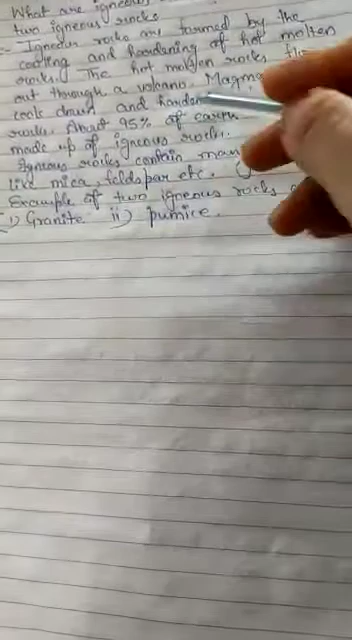 What are igneous
two igneous rocks
Igneous rocks are formed by the
cooling and hardening of hot molten
rocks. The hot molten rocks
out through a volcano. Magma
cools down and harden
rocks. About 95% of earth
made up of igneous rocks.
Igneous rocks contain many
like mica, feldspar etc.
Example of two igneous rocks
i) Granite ii) pumice.